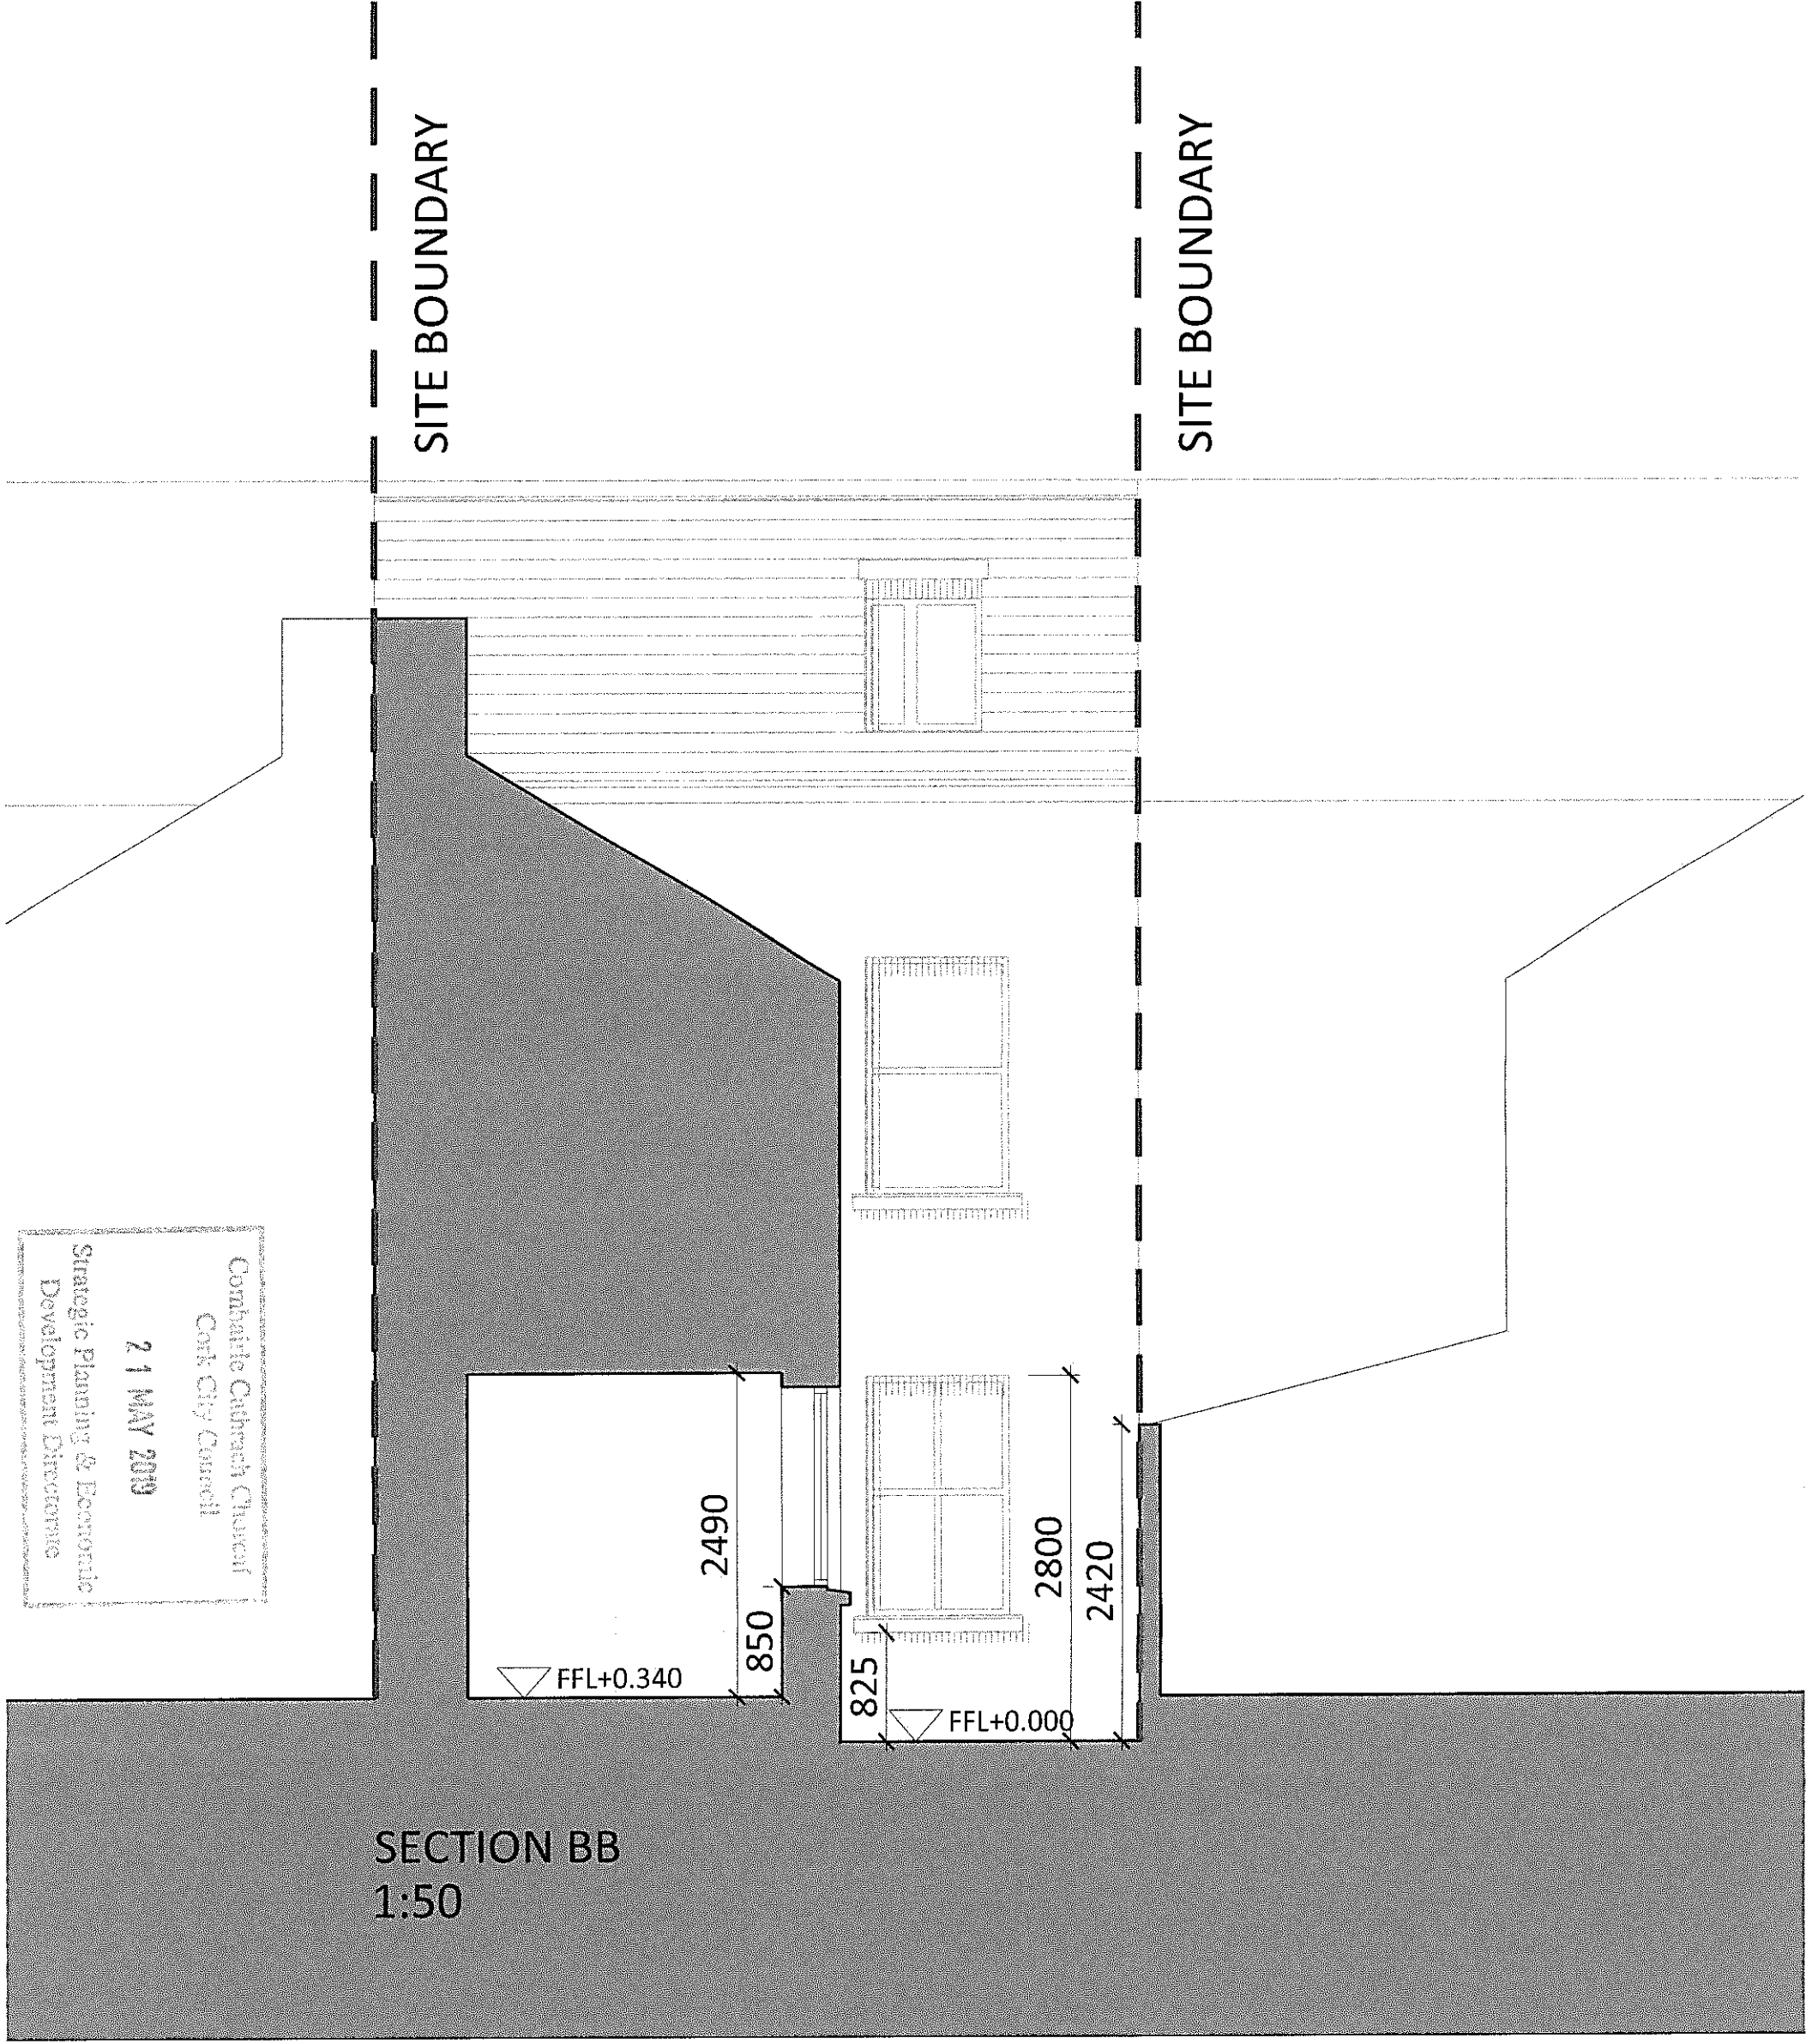 SITE BOUNDARY
SITE BOUNDARY
Comhairle Cathrach Chorcaí
Cork City Council
21 MAY 2019
Strategic Planning & Economic
Development Directorate
2490
850
FFL+0.340
825
FFL+0.000
2800
2420
SECTION BB
1:50